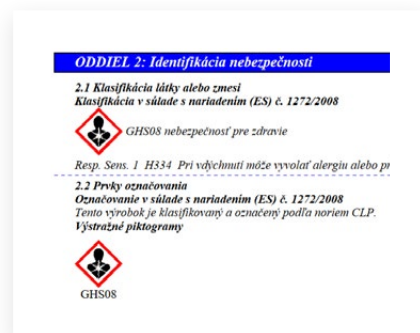 ODDIEL 2: Identifikácia nebezpečnosti
2.1 Klasifikácia látky alebo zmesi
Klasifikácia v súlade s nariadením (ES) č. 1272/2008
GHS08 nebezpečnosť pre zdravie
Resp. Sens. 1 H334 Pri vdýchnutí môže vyvolať alergiu alebo
2.2 Prvky označovania
Označovanie v súlade s nariadením (ES) č. 1272/2008
Tento výrobok je klasifikovaný a označený podľa noriem CLP.
Výstražné piktogramy
GHS08